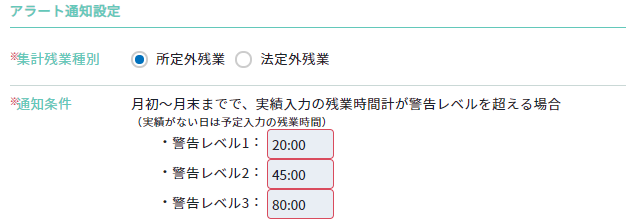 アラート通知設定
※集計残業種別 所定外残業 法定外残業
※通知条件 月初～月末までで、実績入力の残業時間計が警告レベルを超える場合
（実績がない日は予定入力の残業時間）
・警告レベル1： 20:00
・警告レベル2： 45:00
・警告レベル3： 80:00